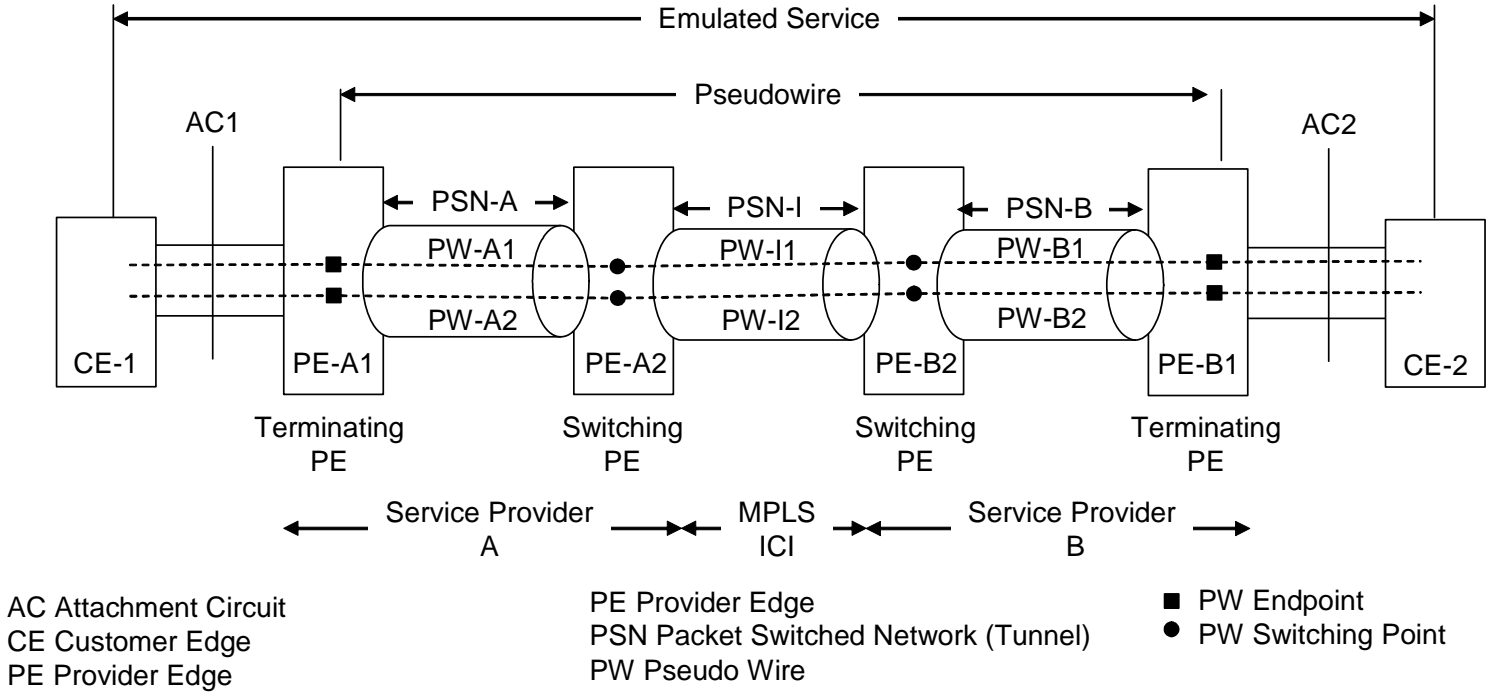 Emulated Service
Pseudowire
AC1
AC2
PSN-A
PSN-I
PSN-B
PW-A1
PW-I1
PW-B1
PW-A2
PW-I2
PW-B2
CE-1
PE-A1
PE-A2
PE-B2
PE-B1
CE-2
Terminating
PE
Switching
PE
Switching
PE
Terminating
PE
Service Provider
A
MPLS
ICI
Service Provider
B
AC Attachment Circuit
CE Customer Edge
PE Provider Edge
PE Provider Edge
PSN Packet Switched Network (Tunnel)
PW Pseudo Wire
PW Endpoint
PW Switching Point